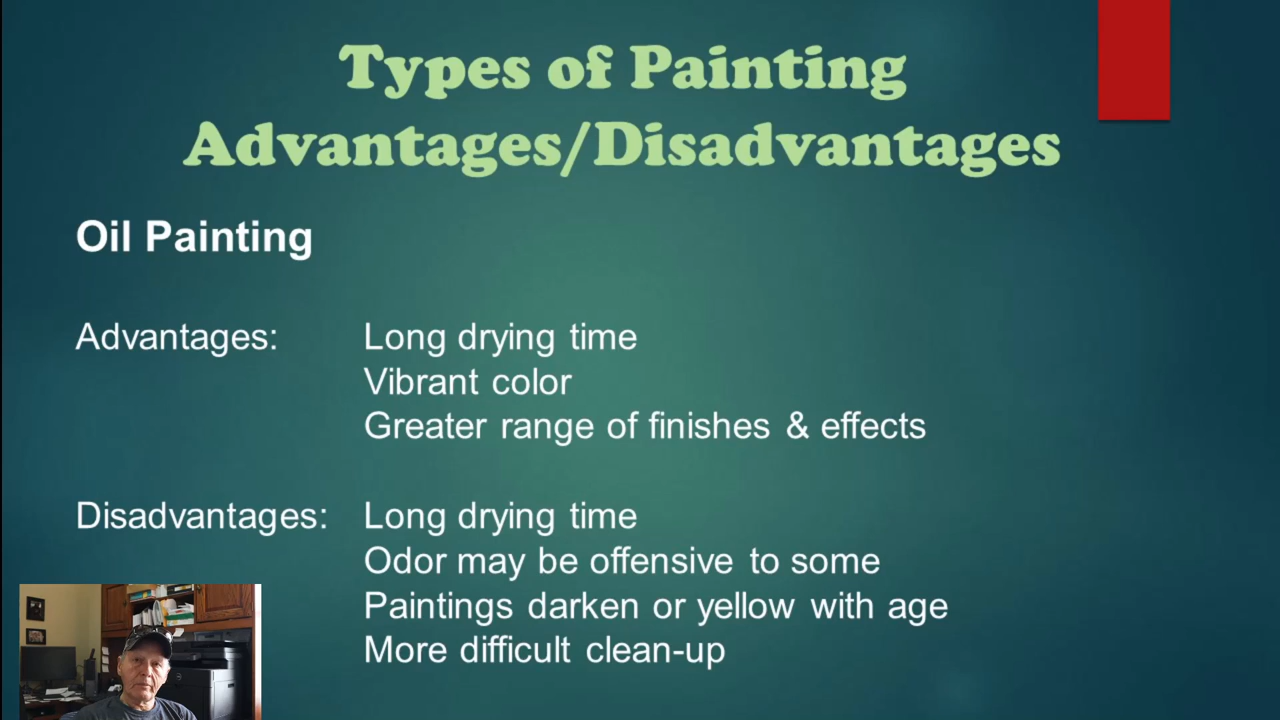 Types of Painting
Advantages/Disadvantages
Oil Painting
Advantages: Long drying time
Vibrant color
Greater range of finishes & effects
Disadvantages: Long drying time
Odor may be offensive to some
Paintings darken or yellow with age
More difficult clean-up